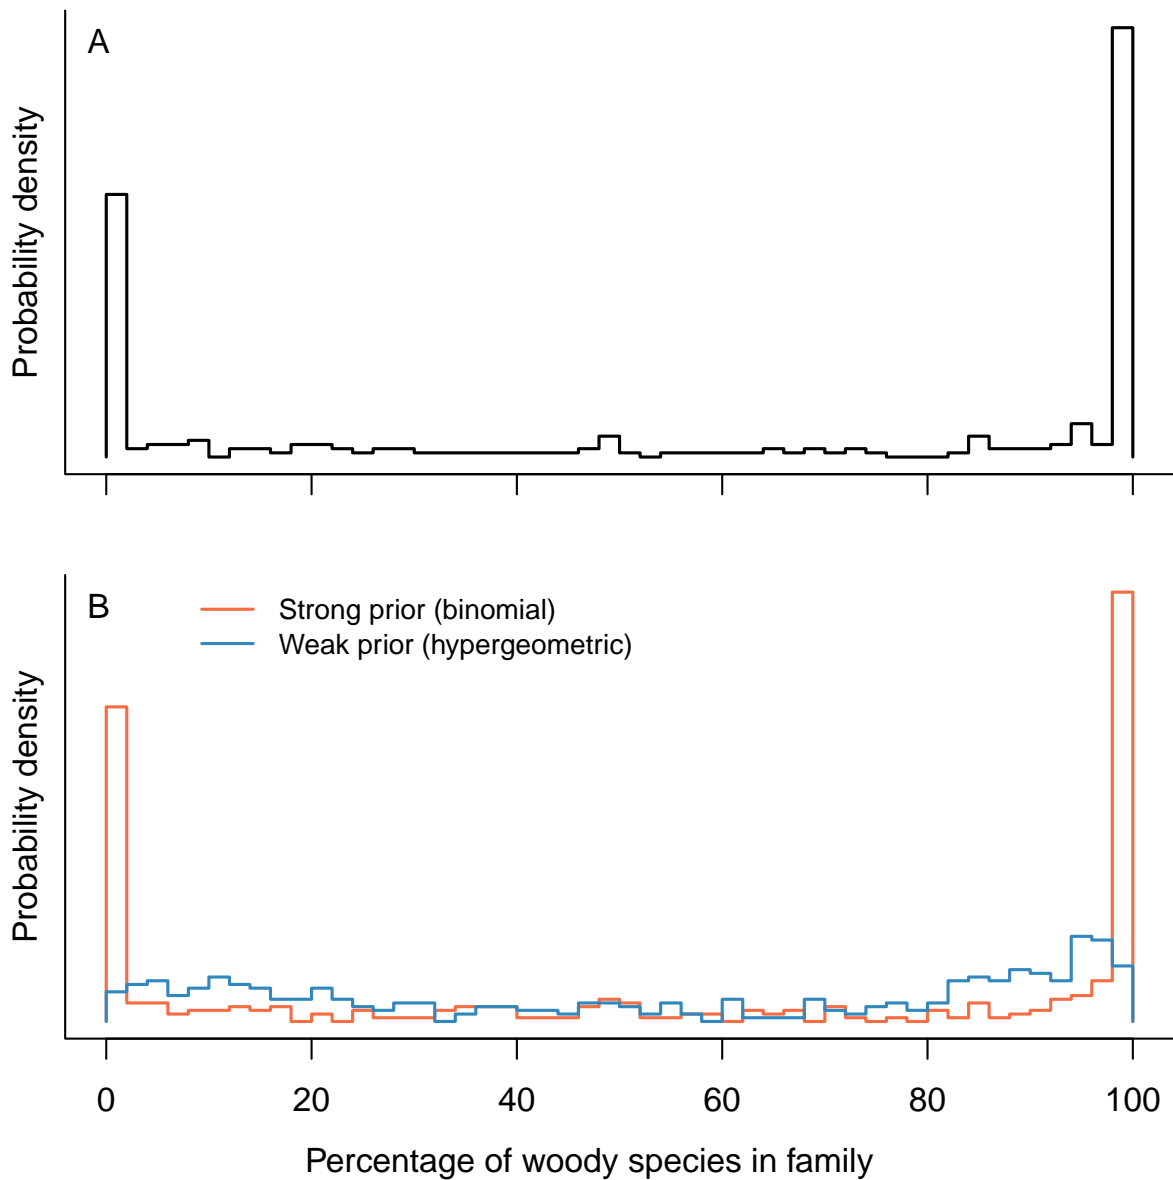 A
Probability density
B
Strong prior (binomial)
Weak prior (hypergeometric)
Probability density
0 20 40 60 80 100
Percentage of woody species in family